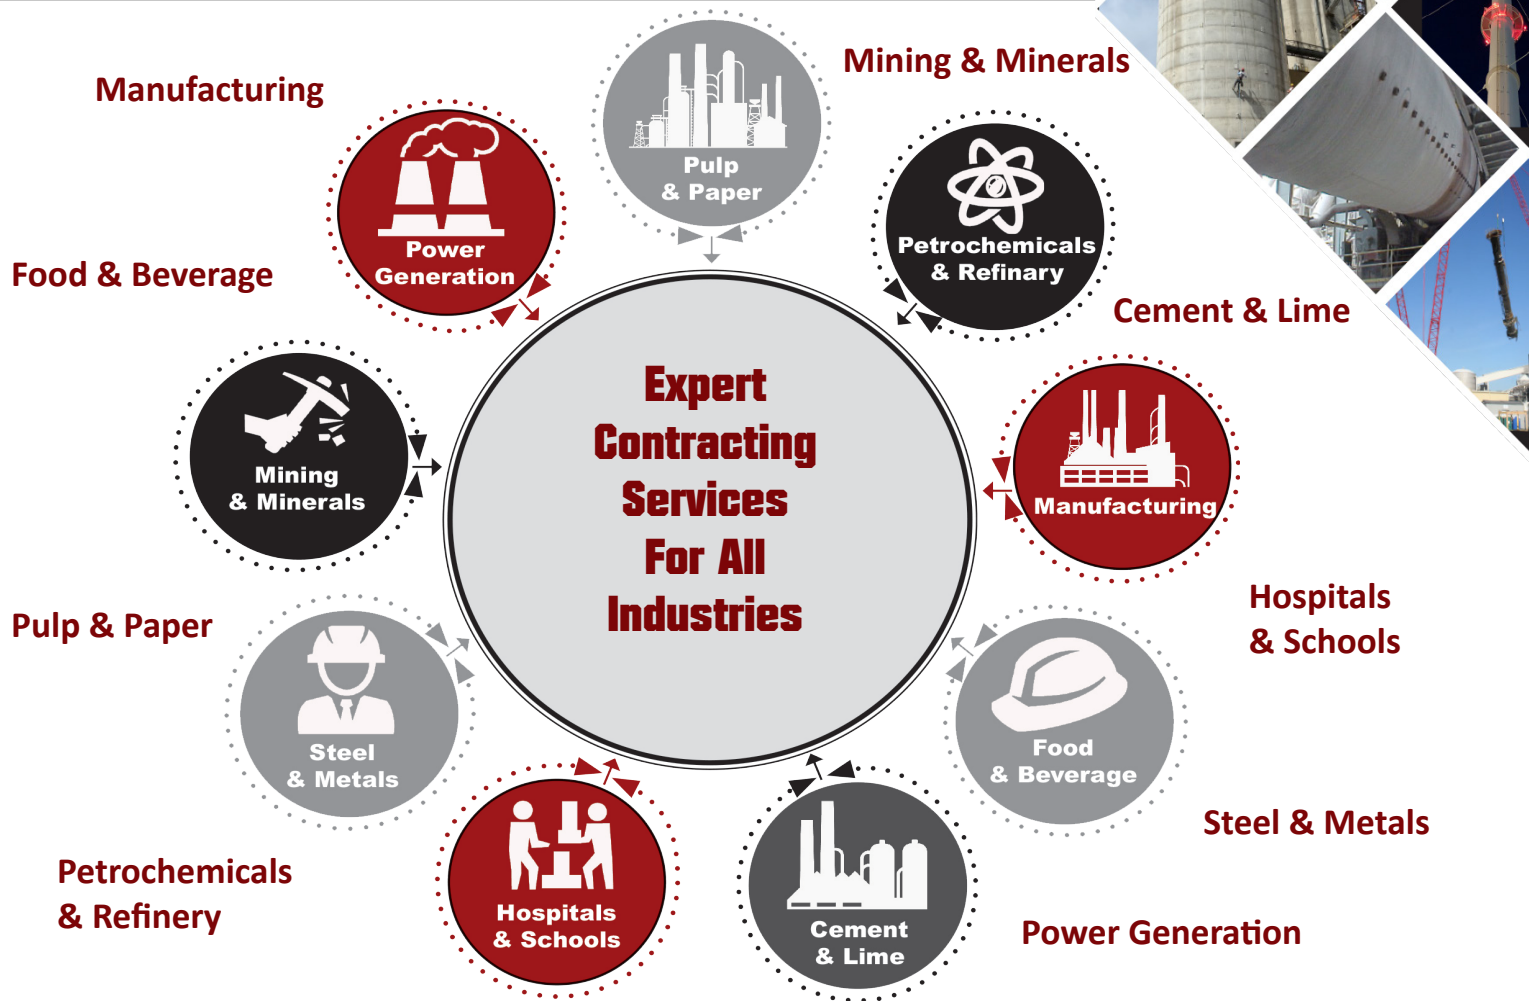 Mining & Minerals
Manufacturing
Pulp
& Paper
Power
Generation
Petrochemicals
& Refinary
Food & Beverage
Cement & Lime
Expert
Contracting
Services
For All
Industries
Mining
& Minerals
Manufacturing
Pulp & Paper
Hospitals
& Schools
Steel
& Metals
Food
& Beverage
Steel & Metals
Petrochemicals
& Refinery
Hospitals
& Schools
Cement
& Lime
Power Generation